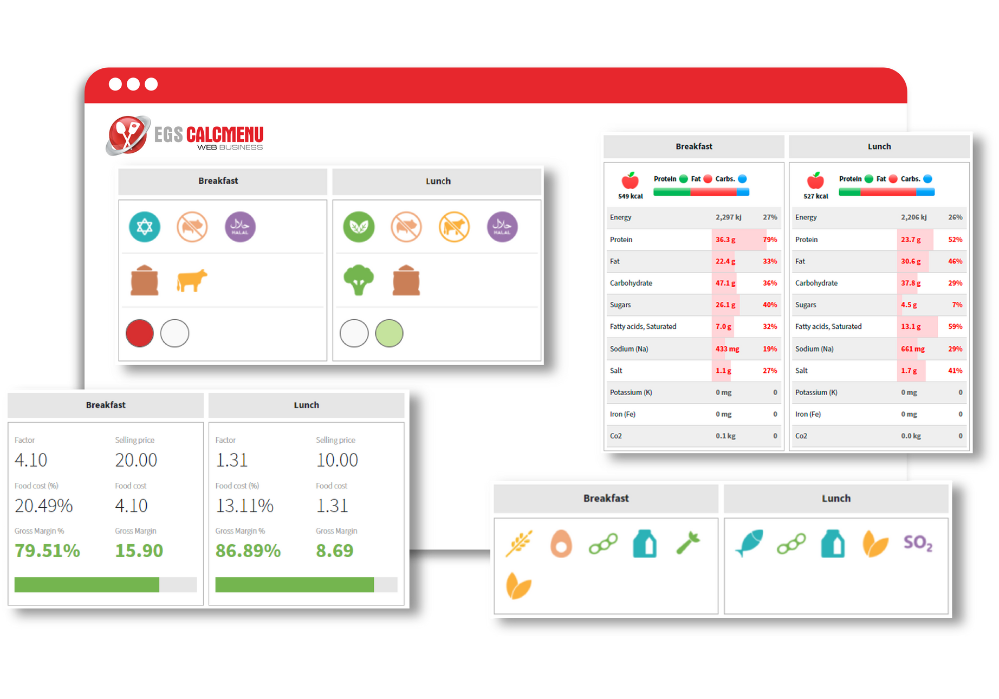 EGS CALCMENU
WEB BUSINESS
Breakfast Lunch
حلال
HALAL
حلال
HALAL
Breakfast Lunch
Protein Fat Carbs.
549 kcal
Protein Fat Carbs.
527 kcal
Energy 2,297 kj 27% Energy 2,206 kj 26%
Protein 36.3 g 79% Protein 23.7 g 52%
Fat 22.4 g 33% Fat 30.6 g 46%
Carbohydrate 47.1 g 36% Carbohydrate 37.8 g 29%
Sugars 26.1 g 40% Sugars 4.5 g 7%
Fatty acids, Saturated 7.0 g 32% Fatty acids, Saturated 13.1 g 59%
Sodium (Na) 433 mg 19% Sodium (Na) 661 mg 29%
Salt 1.1 g 27% Salt 1.7 g 41%
Potassium (K) 0 mg 0 Potassium (K) 0 mg 0
Iron (Fe) 0 mg 0 Iron (Fe) 0 mg 0
Co2 0.1 kg 0 Co2 0.0 kg 0
Breakfast Lunch
Factor Selling price Factor Selling price
4.10 20.00 1.31 10.00
Food cost (%) Food cost Food cost (%) Food cost
20.49% 4.10 13.11% 1.31
Gross Margin % Gross Margin Gross Margin % Gross Margin
79.51% 15.90 86.89% 8.69
Breakfast Lunch
SO₂